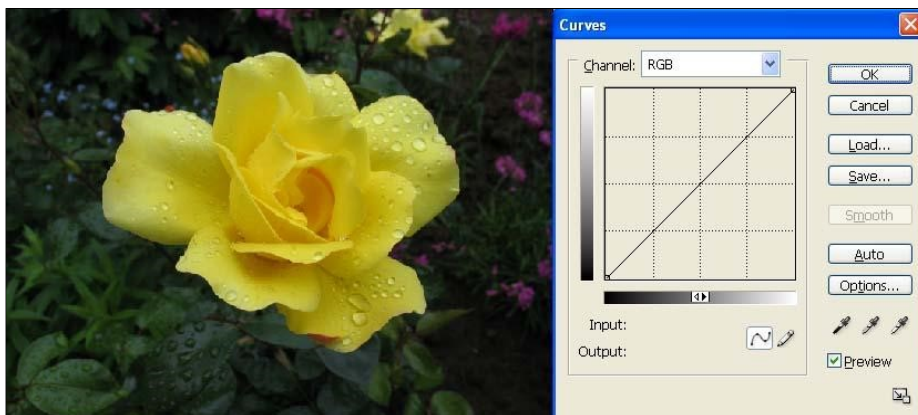 Curves
Channel: RGB
OK
Cancel
Load...
Save...
Smooth
Auto
Options...
Input:
Output:
Preview